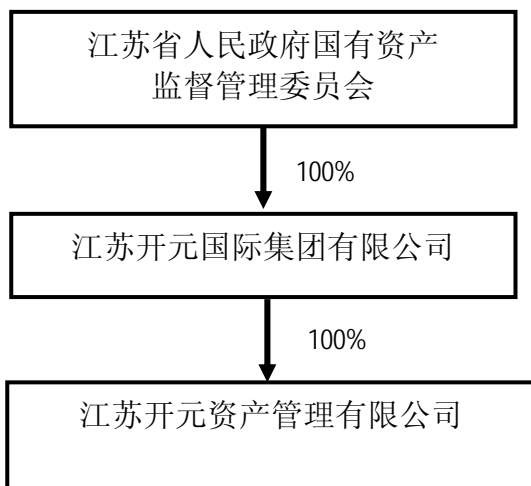 江苏省人民政府国有资产
监督管理委员会
100%
江苏开元国际集团有限公司
100%
江苏开元资产管理有限公司